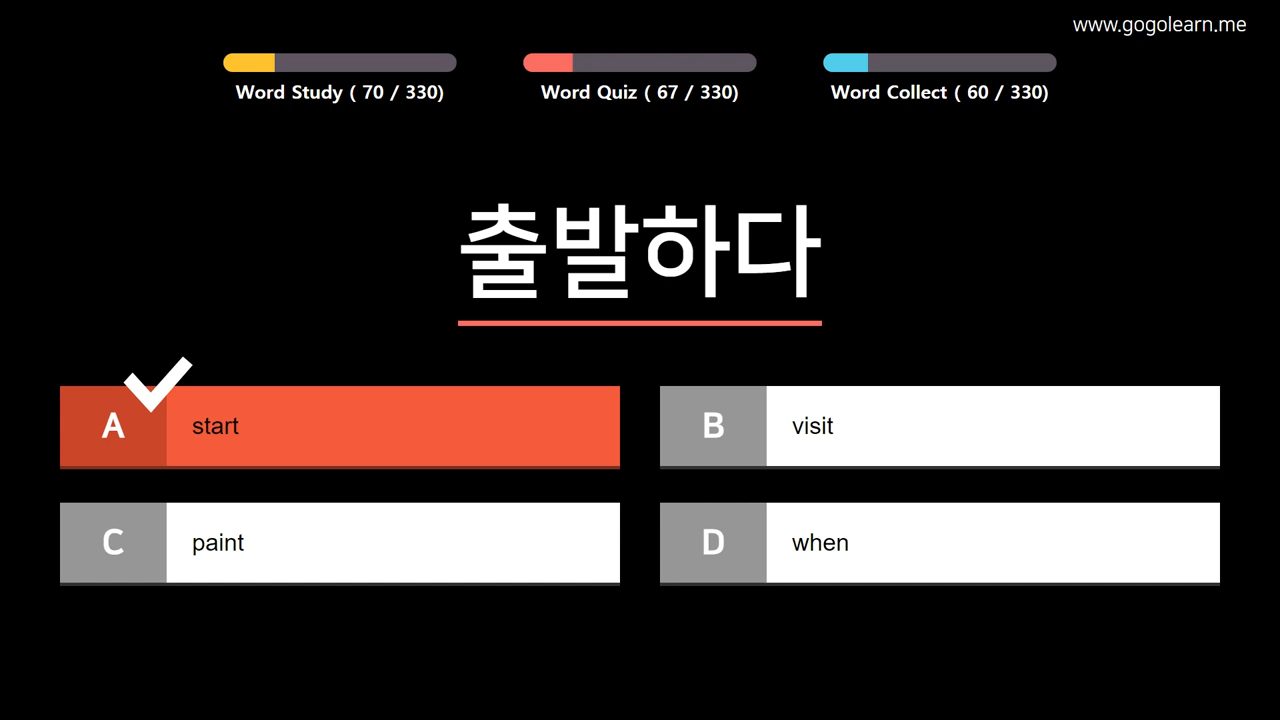 www.gogolearn.me
Word Study ( 70 / 330)
Word Quiz ( 67 / 330)
Word Collect ( 60 / 330)
출발하다
A start
B visit
C paint
D when